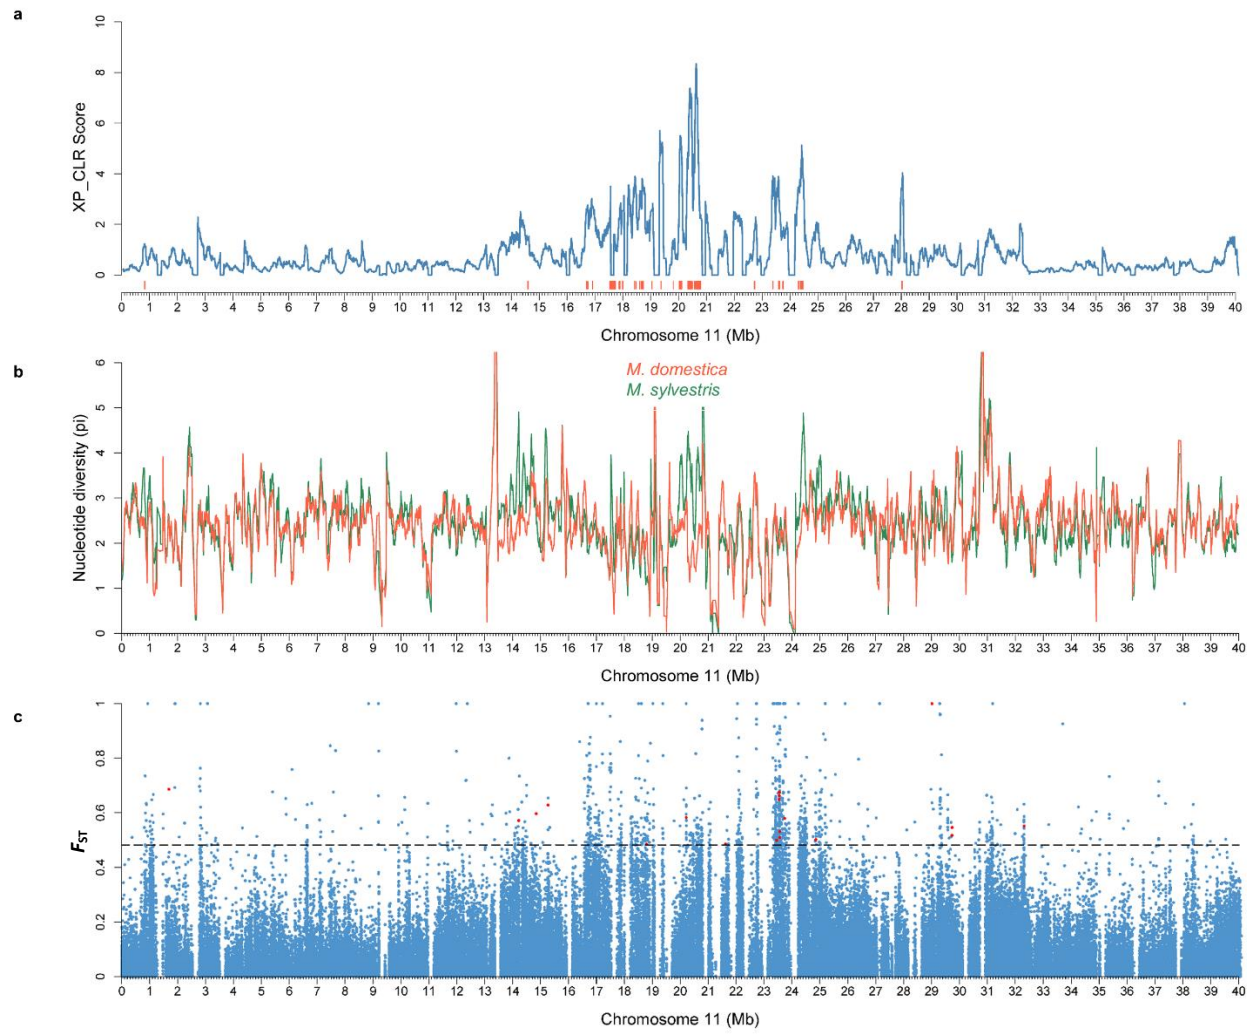 a
XP_CLR Score
10
8
6
4
2
0
0 1 2 3 4 5 6 7 8 9 10 11 12 13 14 15 16 17 18 19 20 21 22 23 24 25 26 27 28 29 30 31 32 33 34 35 36 37 38 39 40
Chromosome 11 (Mb)
b
Nucleotide diversity (pi)
6
5
4
3
2
1
0
M. domestica
M. sylvestris
0 1 2 3 4 5 6 7 8 9 10 11 12 13 14 15 16 17 18 19 20 21 22 23 24 25 26 27 28 29 30 31 32 33 34 35 36 37 38 39 40
Chromosome 11 (Mb)
c
FST
1
0.8
0.6
0.4
0.2
0
0 1 2 3 4 5 6 7 8 9 10 11 12 13 14 15 16 17 18 19 20 21 22 23 24 25 26 27 28 29 30 31 32 33 34 35 36 37 38 39 40
Chromosome 11 (Mb)